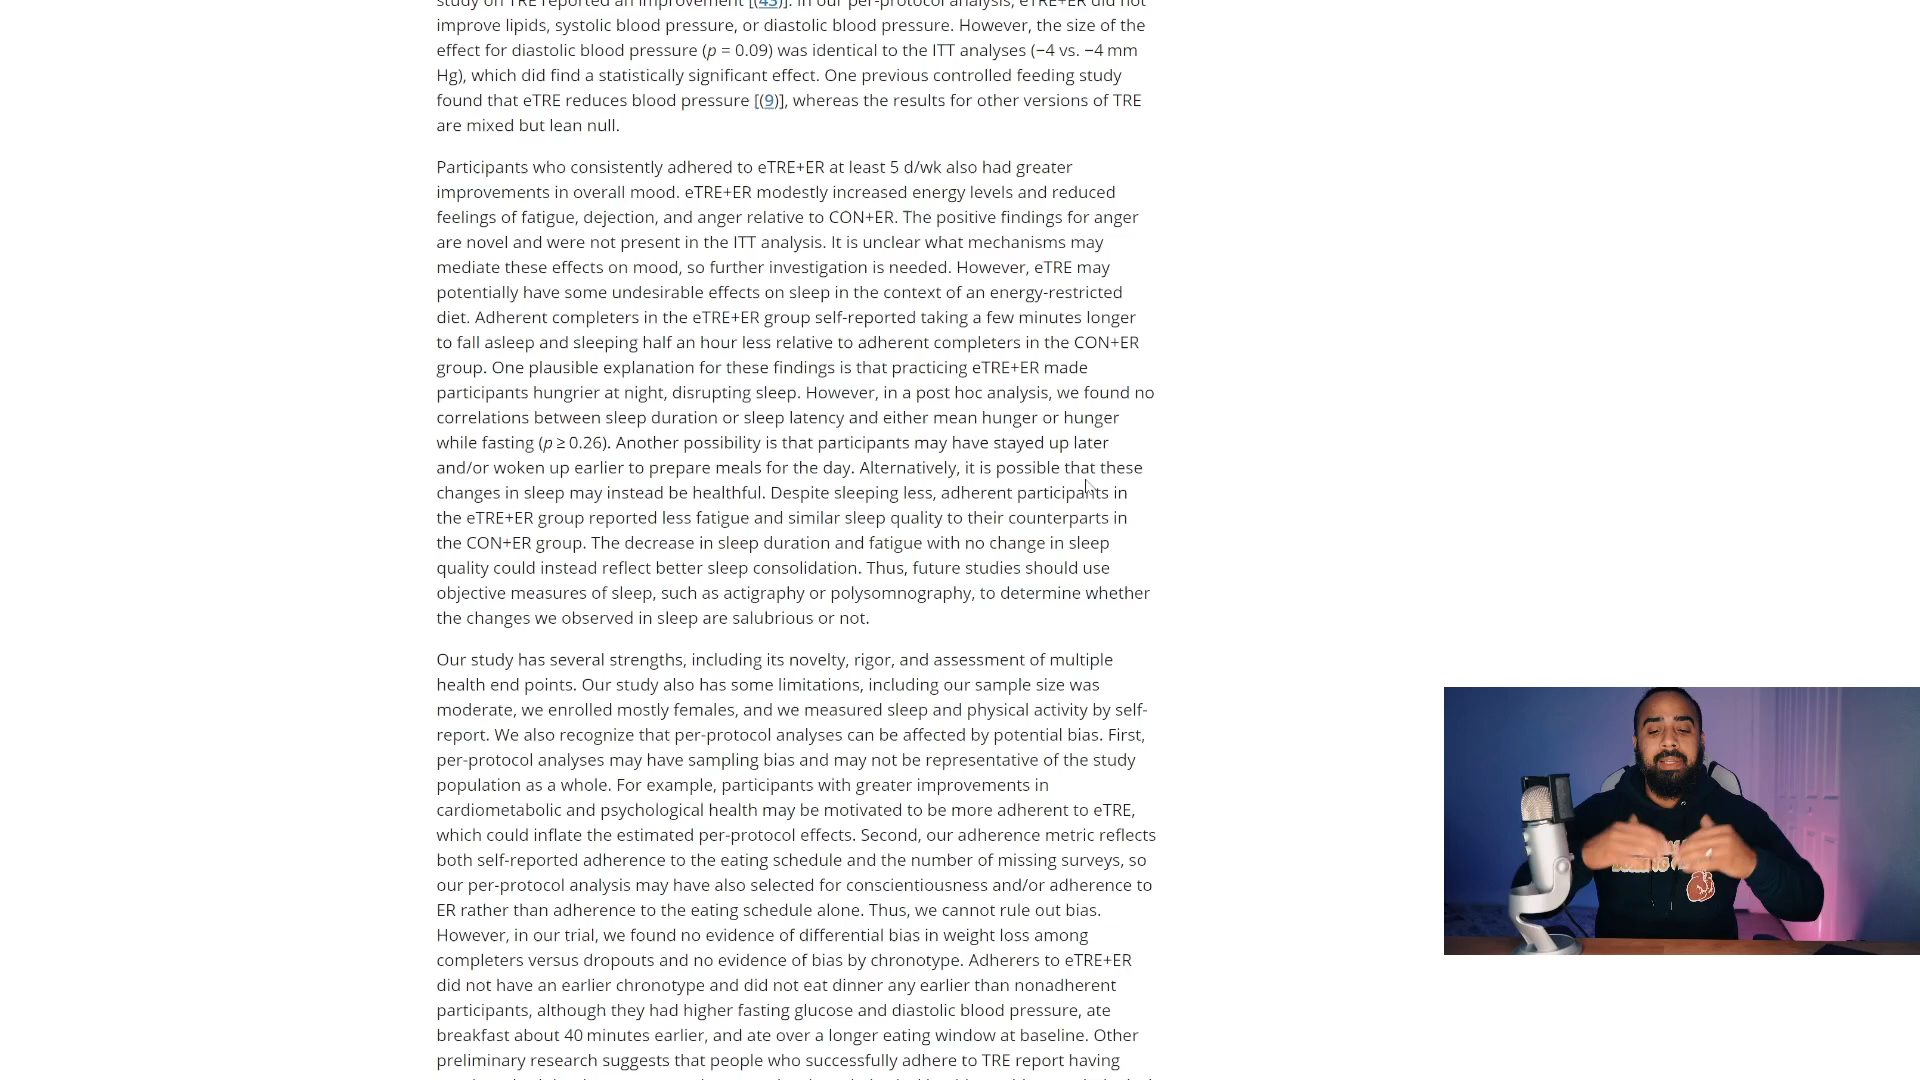 study on TRE reported an improvement [(43)]. In our per-protocol analysis, eTRE+ER did not
improve lipids, systolic blood pressure, or diastolic blood pressure. However, the size of the
effect for diastolic blood pressure (p = 0.09) was identical to the ITT analyses (−4 vs. −4 mm
Hg), which did find a statistically significant effect. One previous controlled feeding study
found that eTRE reduces blood pressure [(9)], whereas the results for other versions of TRE
are mixed but lean null.
Participants who consistently adhered to eTRE+ER at least 5 d/wk also had greater
improvements in overall mood. eTRE+ER modestly increased energy levels and reduced
feelings of fatigue, dejection, and anger relative to CON+ER. The positive findings for anger
are novel and were not present in the ITT analysis. It is unclear what mechanisms may
mediate these effects on mood, so further investigation is needed. However, eTRE may
potentially have some undesirable effects on sleep in the context of an energy-restricted
diet. Adherent completers in the eTRE+ER group self-reported taking a few minutes longer
to fall asleep and sleeping half an hour less relative to adherent completers in the CON+ER
group. One plausible explanation for these findings is that practicing eTRE+ER made
participants hungrier at night, disrupting sleep. However, in a post hoc analysis, we found no
correlations between sleep duration or sleep latency and either mean hunger or hunger
while fasting (p ≥ 0.26). Another possibility is that participants may have stayed up later
and/or woken up earlier to prepare meals for the day. Alternatively, it is possible that these
changes in sleep may instead be healthful. Despite sleeping less, adherent participants in
the eTRE+ER group reported less fatigue and similar sleep quality to their counterparts in
the CON+ER group. The decrease in sleep duration and fatigue with no change in sleep
quality could instead reflect better sleep consolidation. Thus, future studies should use
objective measures of sleep, such as actigraphy or polysomnography, to determine whether
the changes we observed in sleep are salubrious or not.
Our study has several strengths, including its novelty, rigor, and assessment of multiple
health end points. Our study also has some limitations, including our sample size was
moderate, we enrolled mostly females, and we measured sleep and physical activity by self-
report. We also recognize that per-protocol analyses can be affected by potential bias. First,
per-protocol analyses may have sampling bias and may not be representative of the study
population as a whole. For example, participants with greater improvements in
cardiometabolic and psychological health may be motivated to be more adherent to eTRE,
which could inflate the estimated per-protocol effects. Second, our adherence metric reflects
both self-reported adherence to the eating schedule and the number of missing surveys, so
our per-protocol analysis may have also selected for conscientiousness and/or adherence to
ER rather than adherence to the eating schedule alone. Thus, we cannot rule out bias.
However, in our trial, we found no evidence of differential bias in weight loss among
completers versus dropouts and no evidence of bias by chronotype. Adherers to eTRE+ER
did not have an earlier chronotype and did not eat dinner any earlier than nonadherent
participants, although they had higher fasting glucose and diastolic blood pressure, ate
breakfast about 40 minutes earlier, and ate over a longer eating window at baseline. Other
preliminary research suggests that people who successfully adhere to TRE report having